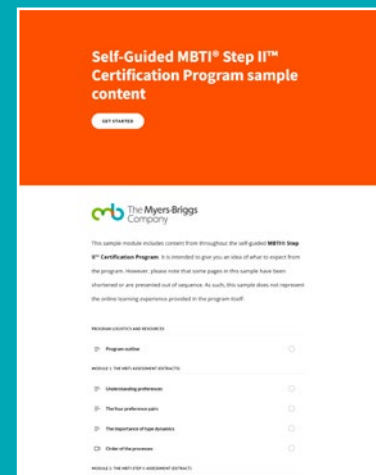 Self-Guided MBTI® Step II™
Certification Program sample
content
GET STARTED
The Myers-Briggs
Company
This sample module includes content from throughout the self-guided MBTI® Step
II™ Certification Program. It is intended to give you an idea of what to expect from
the program. However, please note that some pages in this sample have been
shortened or are presented out of sequence. As such, this sample does not represent
the online learning experience provided in the program itself.
PROGRAM LOGISTICS AND RESOURCES
Program outline
MODULE 1: THE MBTI ASSESSMENT (EXTRACTS)
Understanding preferences
The four preference pairs
The importance of type dynamics
Order of the processes
MODULE 2: THE MBTI STEP II ASSESSMENT (EXTRACT)